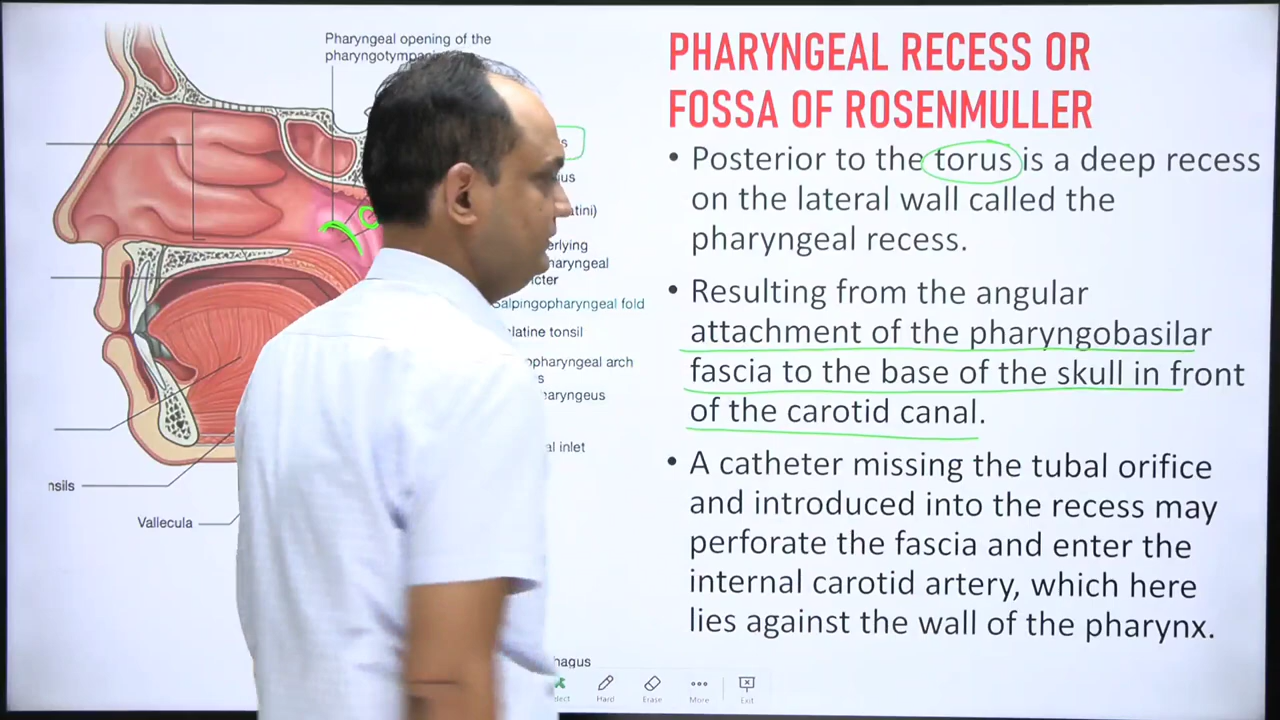 Pharyngeal opening of the
PHARYNGEAL RECESS OR
FOSSA OF ROSENMULLER
• Posterior to the torus is a deep recess
on the lateral wall called the
pharyngeal recess.
• Resulting from the angular
attachment of the pharyngobasilar
fascia to the base of the skull in front
of the carotid canal.
• A catheter missing the tubal orifice
and introduced into the recess may
perforate the fascia and enter the
internal carotid artery, which here
lies against the wall of the pharynx.
Salpingopharyngeal fold
tonsil
arch
inlet
Vallecula
Hard
Erase
More
Exit